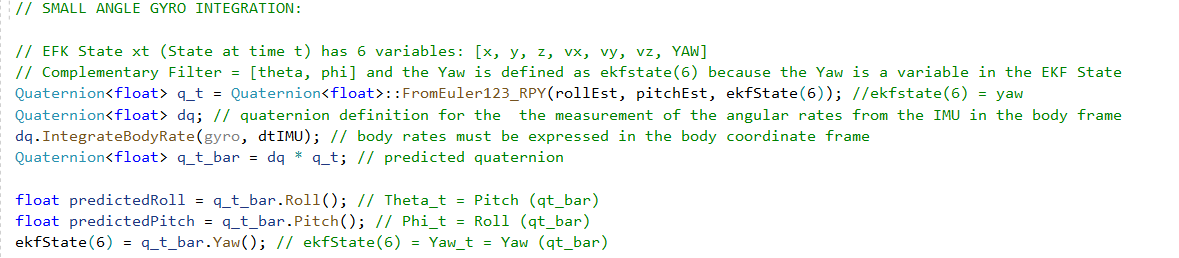 // SMALL ANGLE GYRO INTEGRATION:
// EFK State xt (State at time t) has 6 variables: [x, y, z, vx, vy, vz, YAW]
// Complementary Filter = [theta, phi] and the Yaw is defined as ekfstate(6) because the Yaw is a variable in the EKF State
Quaternion<float> q_t = Quaternion<float>::FromEuler123_RPY(rollEst, pitchEst, ekfState(6)); //ekfstate(6) = yaw
Quaternion<float> dq; // quaternion definition for the  the measurement of the angular rates from the IMU in the body frame
dq.IntegrateBodyRate(gyro, dtIMU); // body rates must be expressed in the body coordinate frame
Quaternion<float> q_t_bar = dq * q_t; // predicted quaternion
float predictedRoll = q_t_bar.Roll(); // Theta_t = Pitch (qt_bar)
float predictedPitch = q_t_bar.Pitch(); // Phi_t = Roll (qt_bar)
ekfState(6) = q_t_bar.Yaw(); // ekfState(6) = Yaw_t = Yaw (qt_bar)